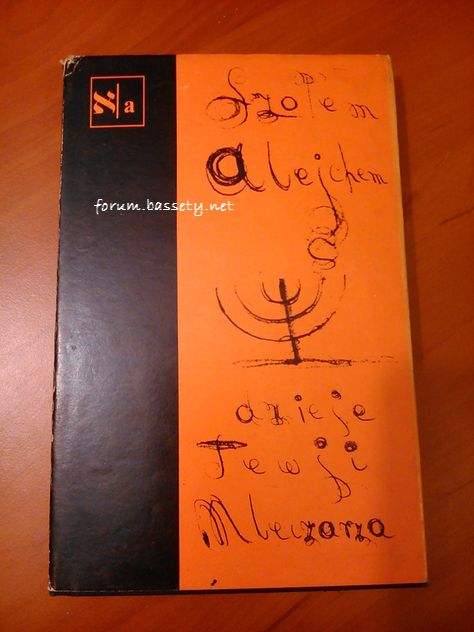 א|a
Szolem
Alejchem
forum.bassety.net
dzieje
Tewji
Mleczarza